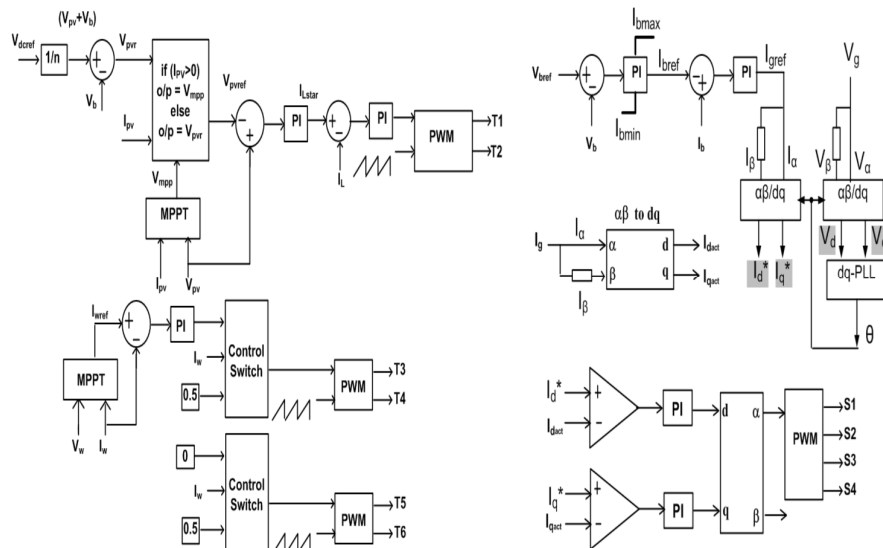 (Vpv+Vb)
Vdcref
1/n
Vpvr
Vb
Ipv
if (IPV>0)
o/p = Vmpp
else
o/p = Vpvr
Vpvref
Vmpp
MPPT
Ipv
Vpv
ILstar
PI
IL
PI
PWM
T1
T2
Iwref
MPPT
Vw
Iw
PI
Iw
0.5
Control
Switch
PWM
T3
T4
0
Iw
0.5
Control
Switch
PWM
T5
T6
Ibmax
Vbref
Vb
PI
Ibmin
Ibref
Ib
PI
Igref
Vg
Iβ
Iα
Vβ
Vα
αβ/dq
αβ/dq
Id*
Iq*
Vd
dq-PLL
θ
αβ to dq
Ig
Iα
Iβ
α
β
d
q
Idact
Iqact
Id*
Idact
+
−
PI
Iq*
Iqact
+
−
PI
d
q
α
β
PWM
S1
S2
S3
S4